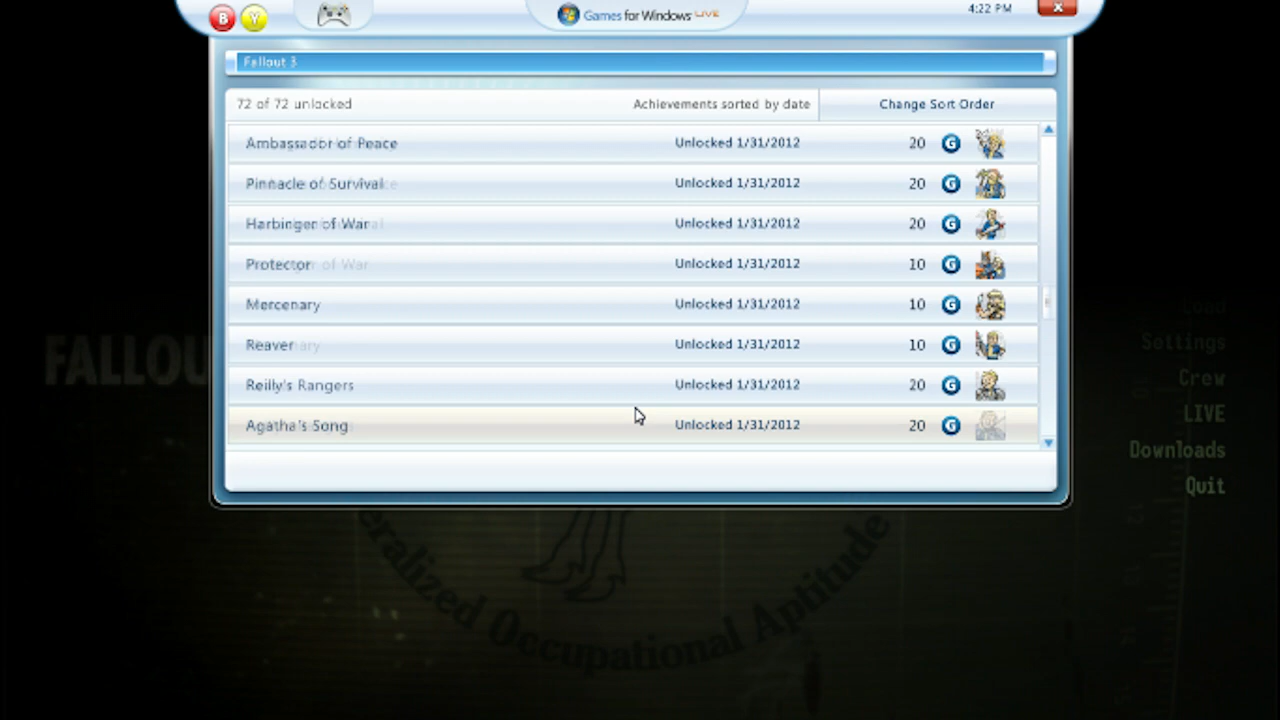 B Y Games for Windows LIVE 4:22 PM X
Fallout 3
72 of 72 unlocked Achievements sorted by date Change Sort Order
Ambassador of Peace Unlocked 1/31/2012 20 G
Pinnacle of Survival Unlocked 1/31/2012 20 G
Harbinger of War Unlocked 1/31/2012 20 G
Protector Unlocked 1/31/2012 10 G
Mercenary Unlocked 1/31/2012 10 G
Reaver Unlocked 1/31/2012 10 G
Reilly's Rangers Unlocked 1/31/2012 20 G
Agatha's Song Unlocked 1/31/2012 20 G
FALLOU
Load
Settings
Crew
LIVE
Downloads
Quit
eralized Occupational Aptitude